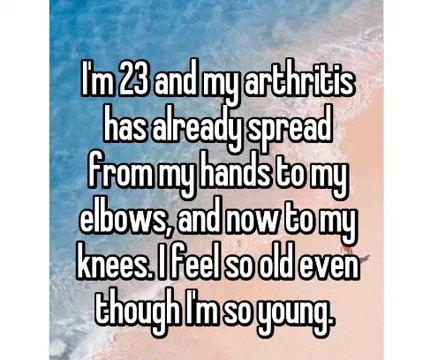 I'm 23 and my arthritis
has already spread
from my hands to my
elbows, and now to my
knees. I feel so old even
though I'm so young.